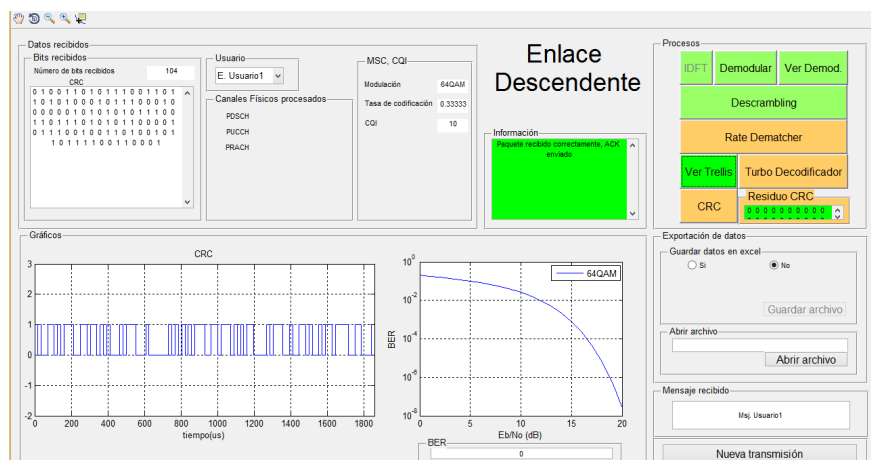 Datos recibidos
Bits recibidos
Número de bits recibidos 104
CRC
0 1 0 0 1 1 0 1 0 1 1 1 0 0 1 1 0 1
1 0 1 0 1 0 0 0 1 0 1 1 1 0 0 0 1 0
0 0 0 0 0 1 0 1 1 0 1 0 1 0 1 1 1 0 0
1 1 0 1 1 1 0 1 0 1 0 1 1 0 1 0 0 0
0 1 1 1 0 0 1 0 0 1 1 0 1 0 0 1 0 1
1 0 1 1 1 1 0 0 1 1 0 0 0 1
Usuario
E. Usuario1
Canales Físicos procesados
PDSCH
PUCCH
PRACH
MSC, CQI
Modulación 64QAM
Tasa de codificación 0.33333
CQI 10
Enlace
Descendente
Información
Paquete recibido correctamente, ACK
enviado
Procesos
IDFT Demodular Ver Demod.
Descrambling
Rate Dematcher
Ver Trellis Turbo Decodificador
CRC
Residuo CRC
0 0 0 0 0 0 0 0 0 0
Gráficos
CRC
3
2
1
0
-1
-2
0 200 400 600 800 1000 1200 1400 1600 1800
tiempo(us)
64QAM
BER
10^0
10^-2
10^-4
10^-6
10^-8
0 5 10 15 20
Eb/No (dB)
BER
0
Exportación de datos
Guardar datos en excel
Si No
Guardar archivo
Abrir archivo
Abrir archivo
Mensaje recibido
Msj. Usuario1
Nueva transmisión